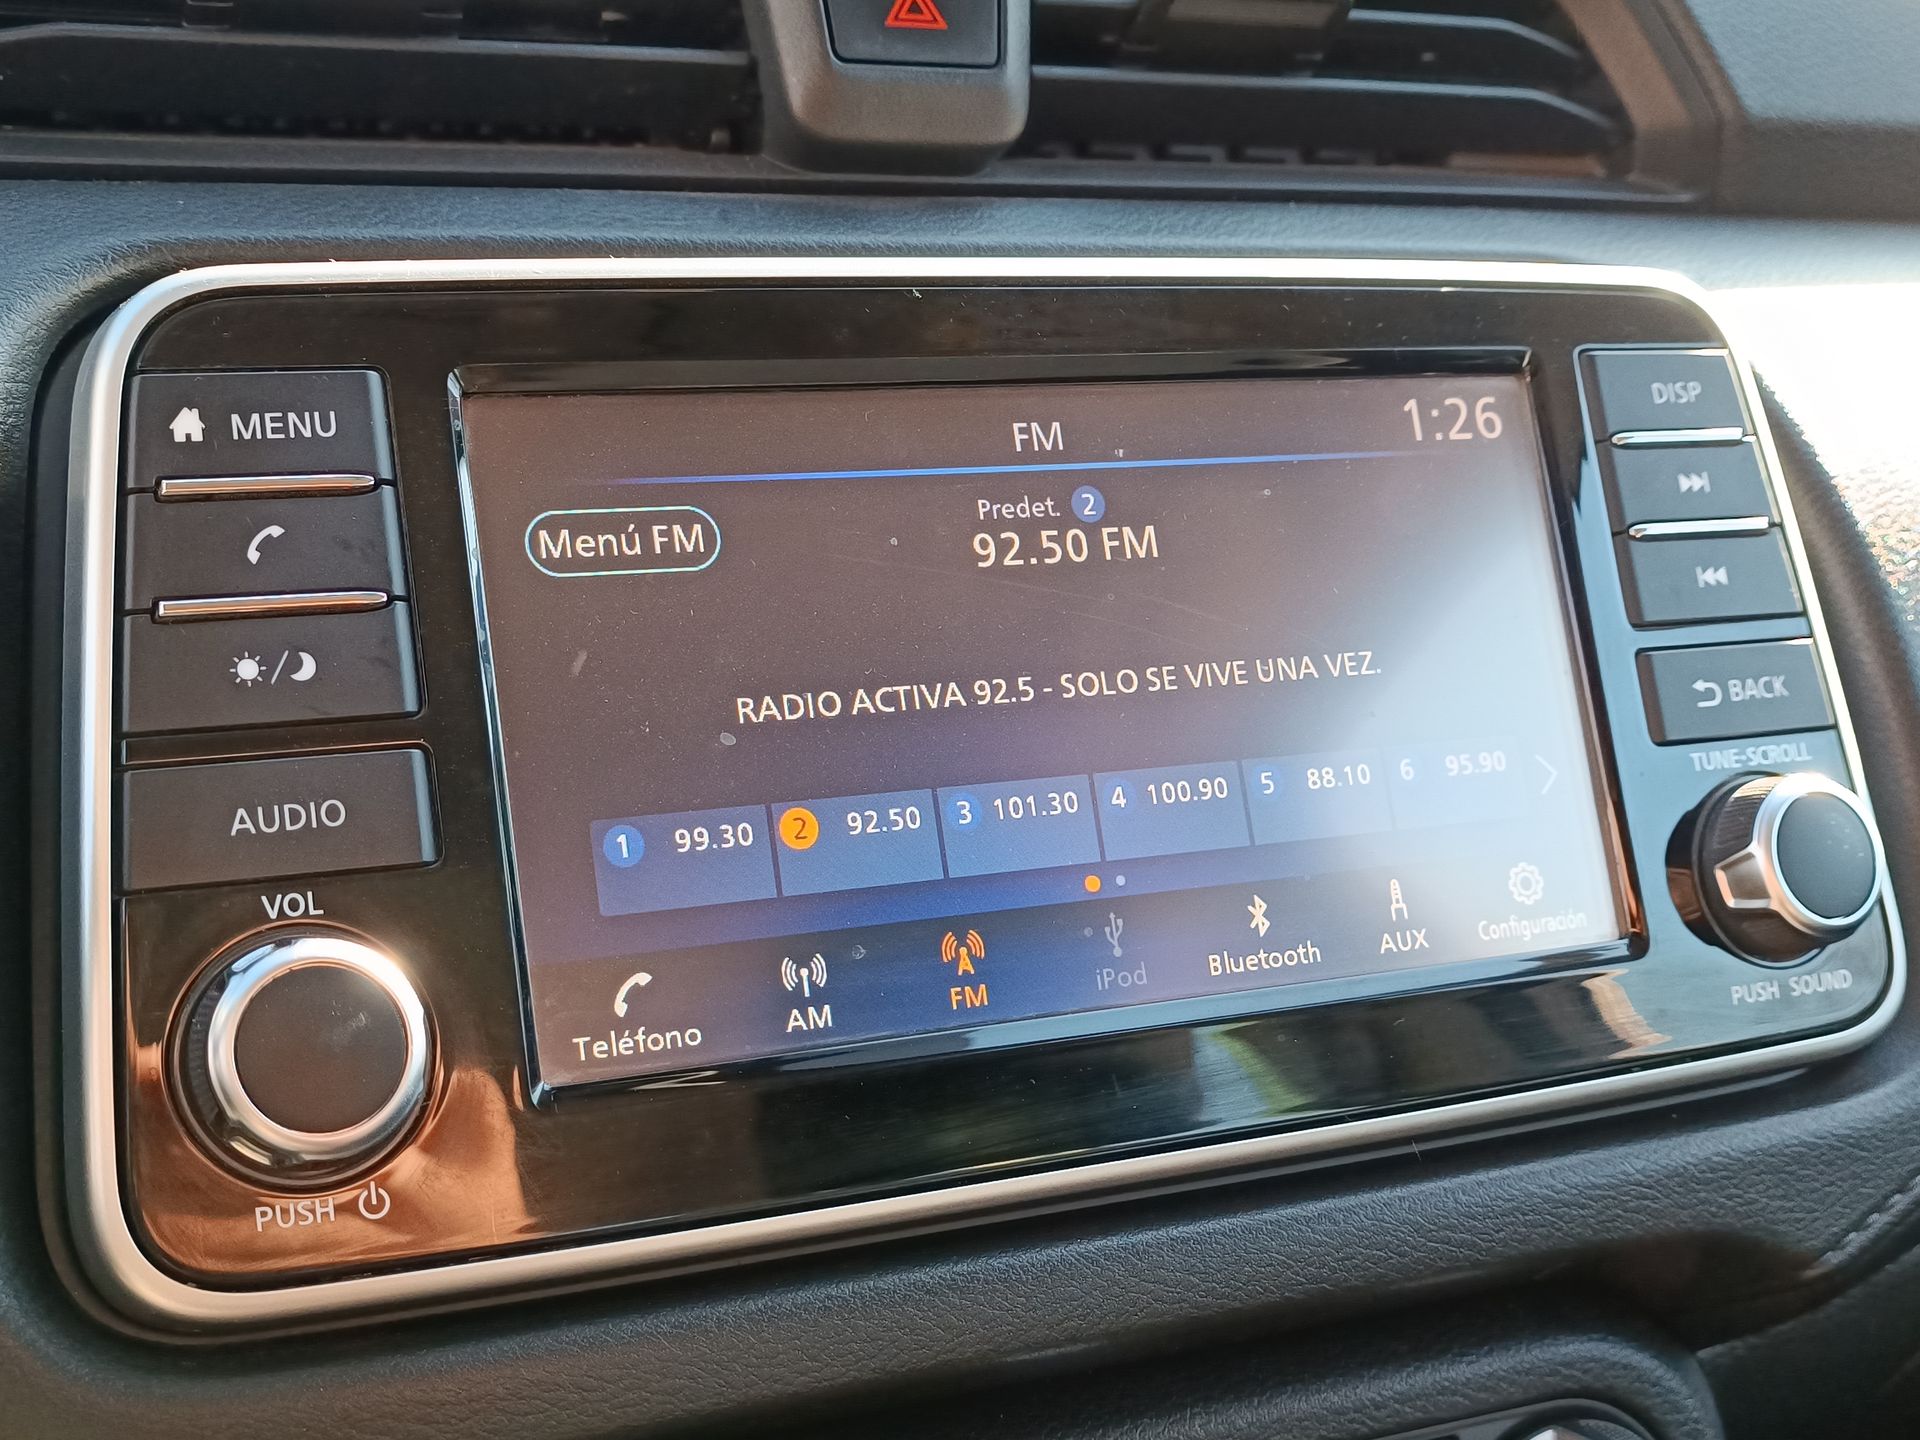 MENU
AUDIO
VOL
PUSH
FM
1:26
Menú FM
Predet. 2
92.50 FM
RADIO ACTIVA 92.5 - SOLO SE VIVE UNA VEZ.
1 99.30 2 92.50 3 101.30 4 100.90 5 88.10 6 95.90
Teléfono AM FM iPod Bluetooth AUX Configuración
DISP
BACK
TUNE-SCROLL
PUSH SOUND